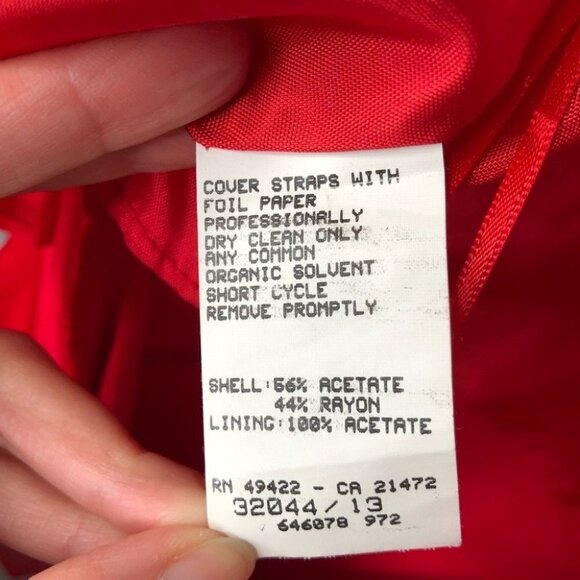 COVER STRAPS WITH
FOIL PAPER
PROFESSIONALLY
DRY CLEAN ONLY
ANY COMMON
ORGANIC SOLVENT
SHORT CYCLE
REMOVE PROMPTLY
SHELL:56% ACETATE
44% RAYON
LINING:100% ACETATE
RN 49422 - CA 21472
32044/13
646078 972